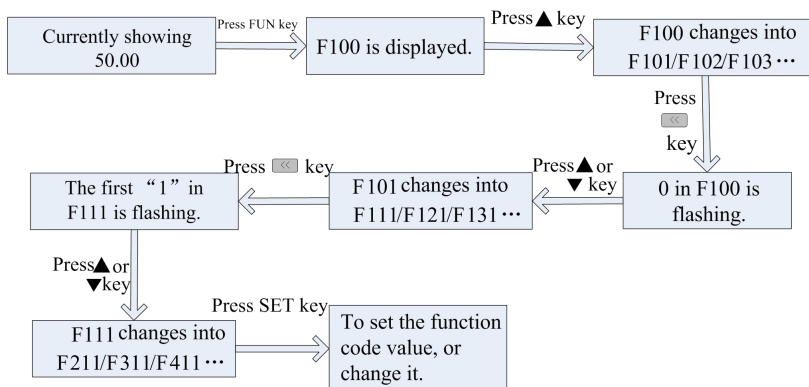 Currently showing
50.00
Press FUN key
F100 is displayed.
Press▲key
F100 changes into
F101/F102/F103···
Press
<<
key
0 in F100 is
flashing.
Press▲or
▼ key
F101 changes into
F111/F121/F131···
Press << key
The first “1” in
F111 is flashing.
Press▲or
▼key
F111 changes into
F211/F311/F411···
Press SET key
To set the function
code value, or
change it.